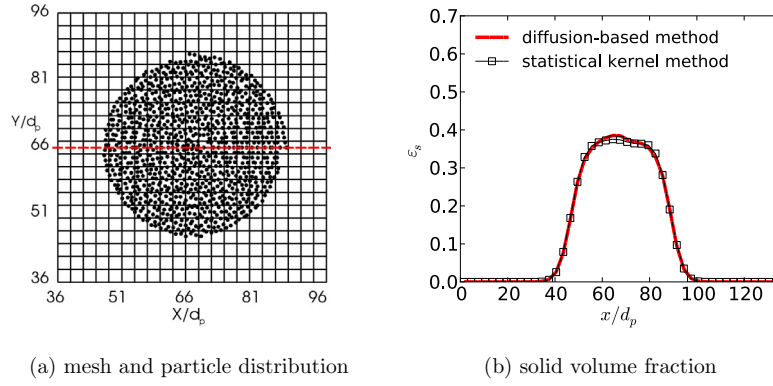 96
81
Y/dp
66
51
36
36 51 66 81 96
X/dp
(a) mesh and particle distribution
0.7
0.6
0.5
0.4
εs
0.3
0.2
0.1
0.0
0 20 40 60 80 100 120
x/dp
diffusion-based method
statistical kernel method
(b) solid volume fraction